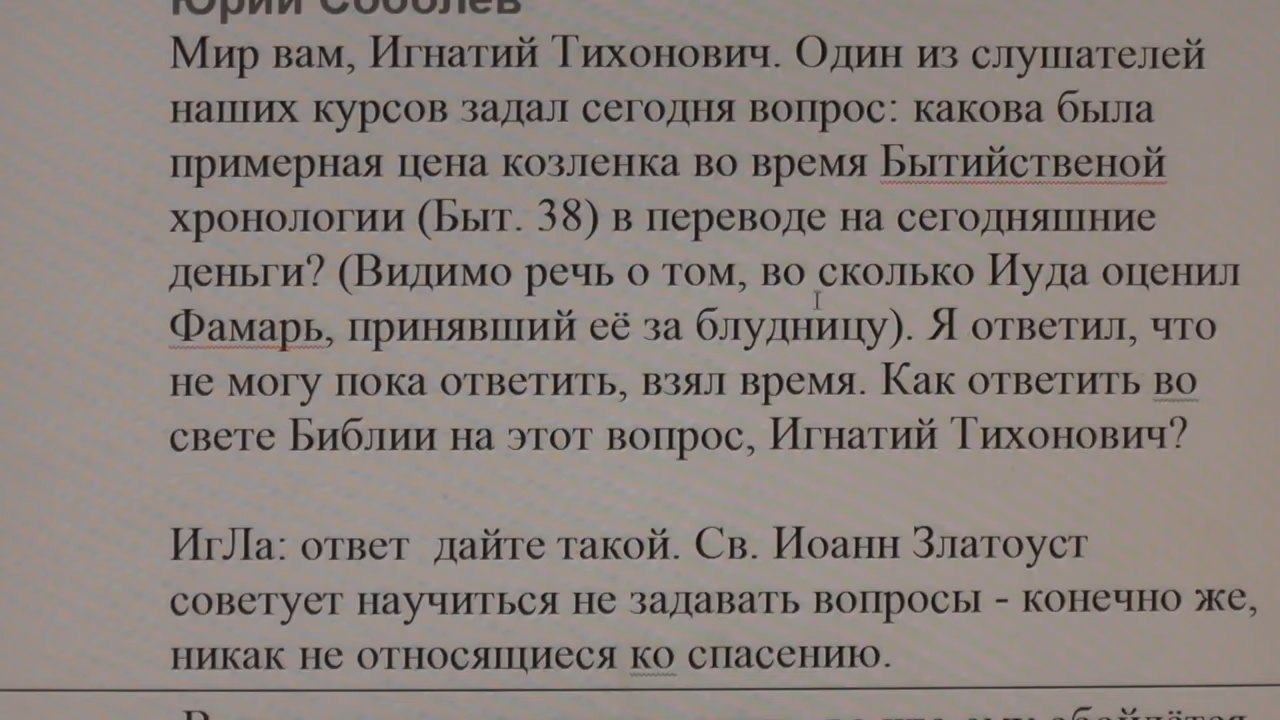 Юрий Соболев
Мир вам, Игнатий Тихонович. Один из слушателей
наших курсов задал сегодня вопрос: какова была
примерная цена козленка во время Бытийственой
хронологии (Быт. 38) в переводе на сегодняшние
деньги? (Видимо речь о том, во сколько Иуда оценил
Фамарь, принявший её за блудницу). Я ответил, что
не могу пока ответить, взял время. Как ответить во
свете Библии на этот вопрос, Игнатий Тихонович?
ИгЛа: ответ  дайте такой. Св. Иоанн Златоуст
советует научиться не задавать вопросы - конечно же,
никак не относящиеся ко спасению.